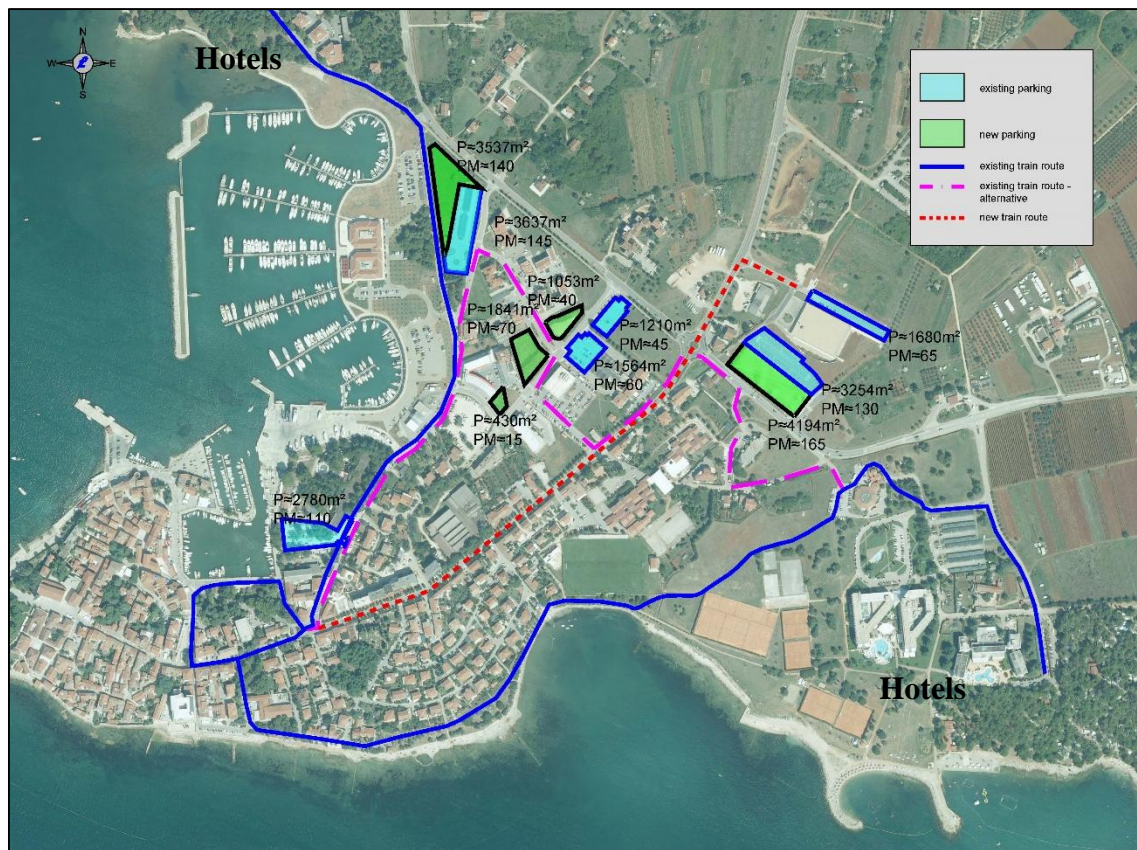 N
W
E
S
Hotels
existing parking
new parking
existing train route
existing train route -
alternative
new train route
P≈3537m²
PM≈140
P≈3637m²
PM≈145
P≈1053m²
PM≈40
P≈1841m²
PM≈70
P≈1210m²
PM≈45
P≈1564m²
PM≈60
P≈430m²
PM≈15
P≈1680m²
PM≈65
P≈3254m²
PM≈130
P≈4194m²
PM≈165
P≈2780m²
PM≈110
Hotels